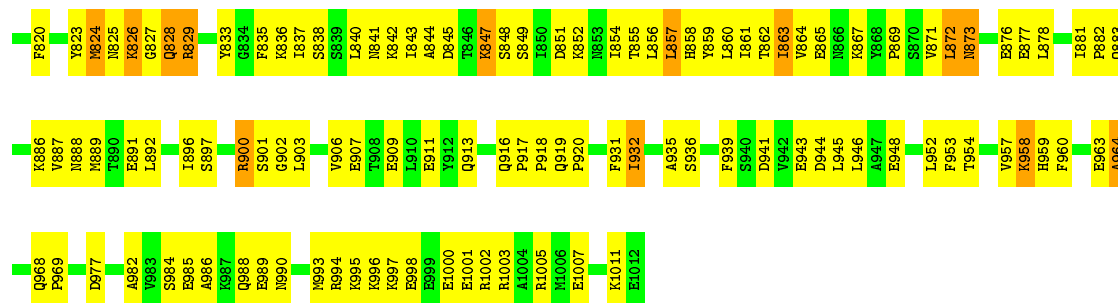 F820 Y823 M824 N825 K826 G827 Q828 R829 Y833 G834 F835 K836 I837 S838 S839 L840 N841 K842 I843 A844 D845 T846 K847 S848 S849 I850 D851 K852 N853 I854 T855 L856 L857 H858 Y859 L860 I861 T862 I863 V864 E865 N866 K867 Y868 P869 S870 V871 L872 N873 E876 E877 L878 I881 P882
K886 V887 N888 M889 T890 E891 L892 I896 S897 R900 S901 G902 L903 V906 E907 T908 E909 L910 E911 Y912 Q913 Q916 P917 P918 Q919 P920 F931 I932 A935 S936 F939 S940 D941 V942 E943 D944 L945 L946 A947 E948 L952 F953 T954 V957 K958 H959 F960 E963
Q968 P969 D977 A982 V983 S984 E985 A986 K987 Q988 E989 N990 M993 R994 K995 K996 K997 E998 E999 E1000 E1001 R1002 R1003 A1004 R1005 M1006 E1007 K1011 E1012